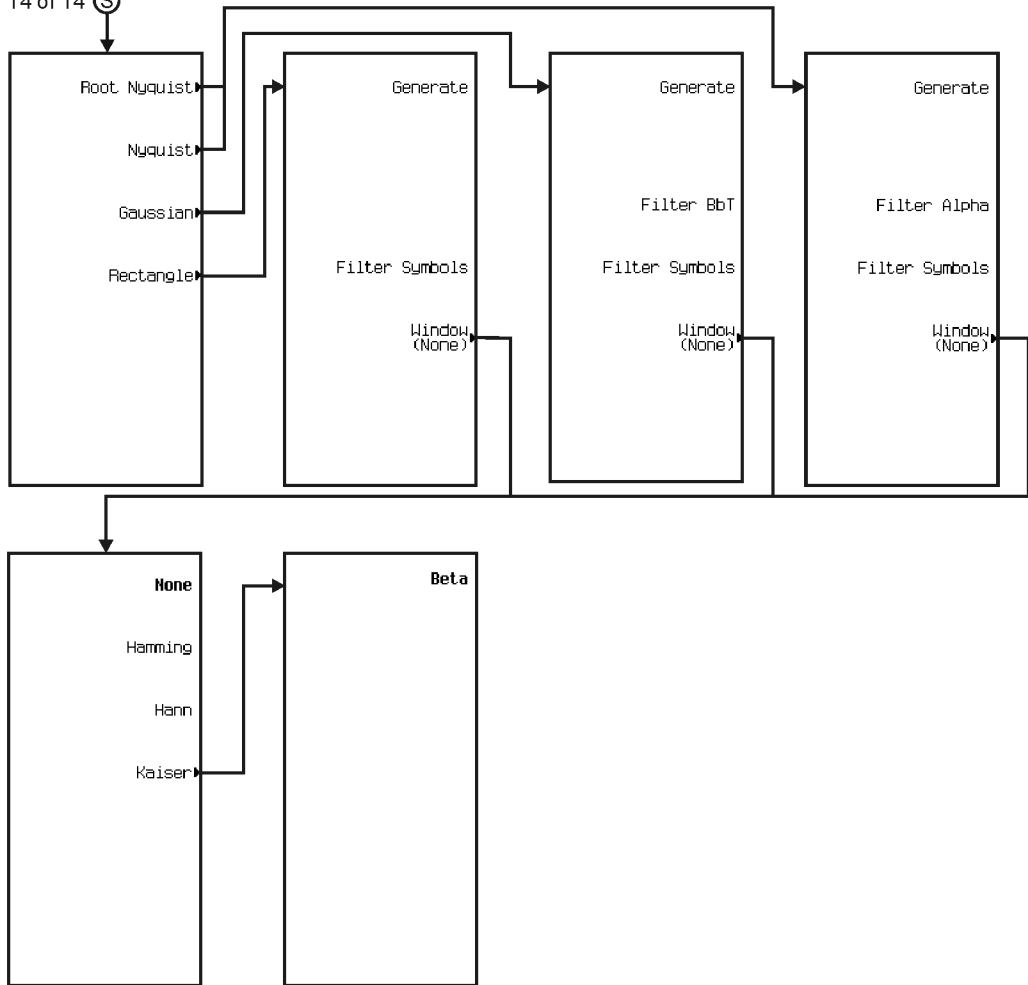 14 of 14 S
Root Nyquist
Nyquist
Gaussian
Rectangle
Generate
Filter Symbols
Window
(None)
Generate
Filter BbT
Filter Symbols
Window
(None)
Generate
Filter Alpha
Filter Symbols
Window
(None)
None
Hamming
Hann
Kaiser
Beta